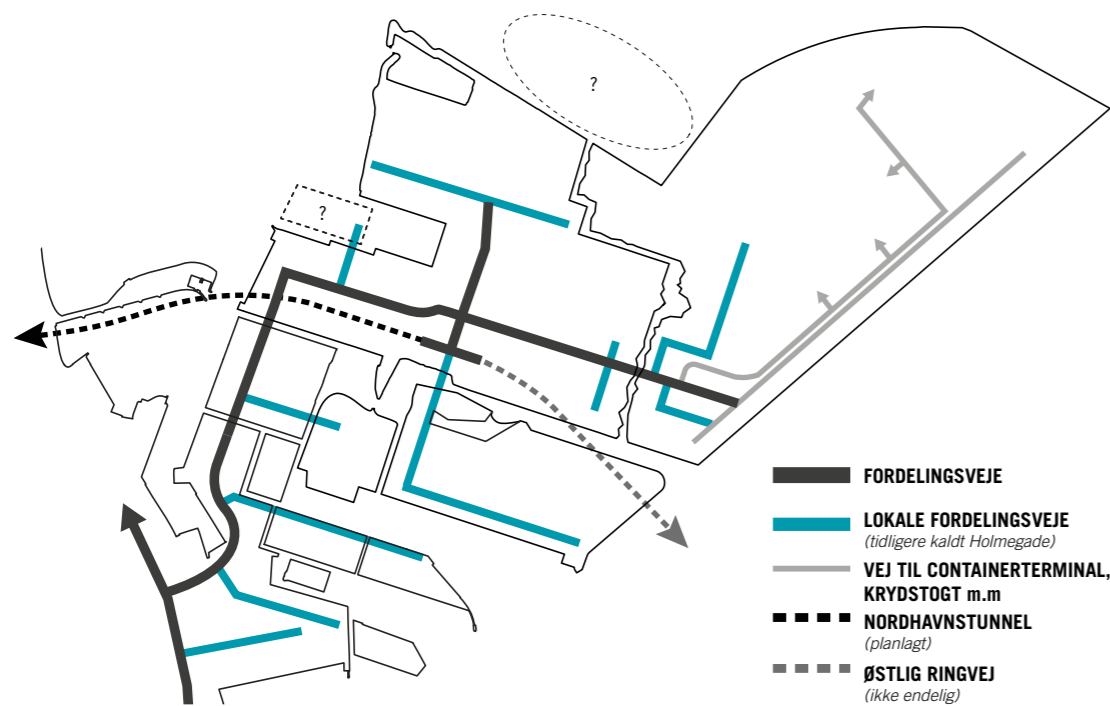 ?
?
FORDELINGSVEJE
LOKALE FORDELINGSVEJE
(tidligere kaldt Holmegade)
VEJ TIL CONTAINERTERMINAL,
KRYDSTOGT m.m
NORDHAVNSTUNNEL
(planlagt)
ØSTLIG RINGVEJ
(ikke endelig)